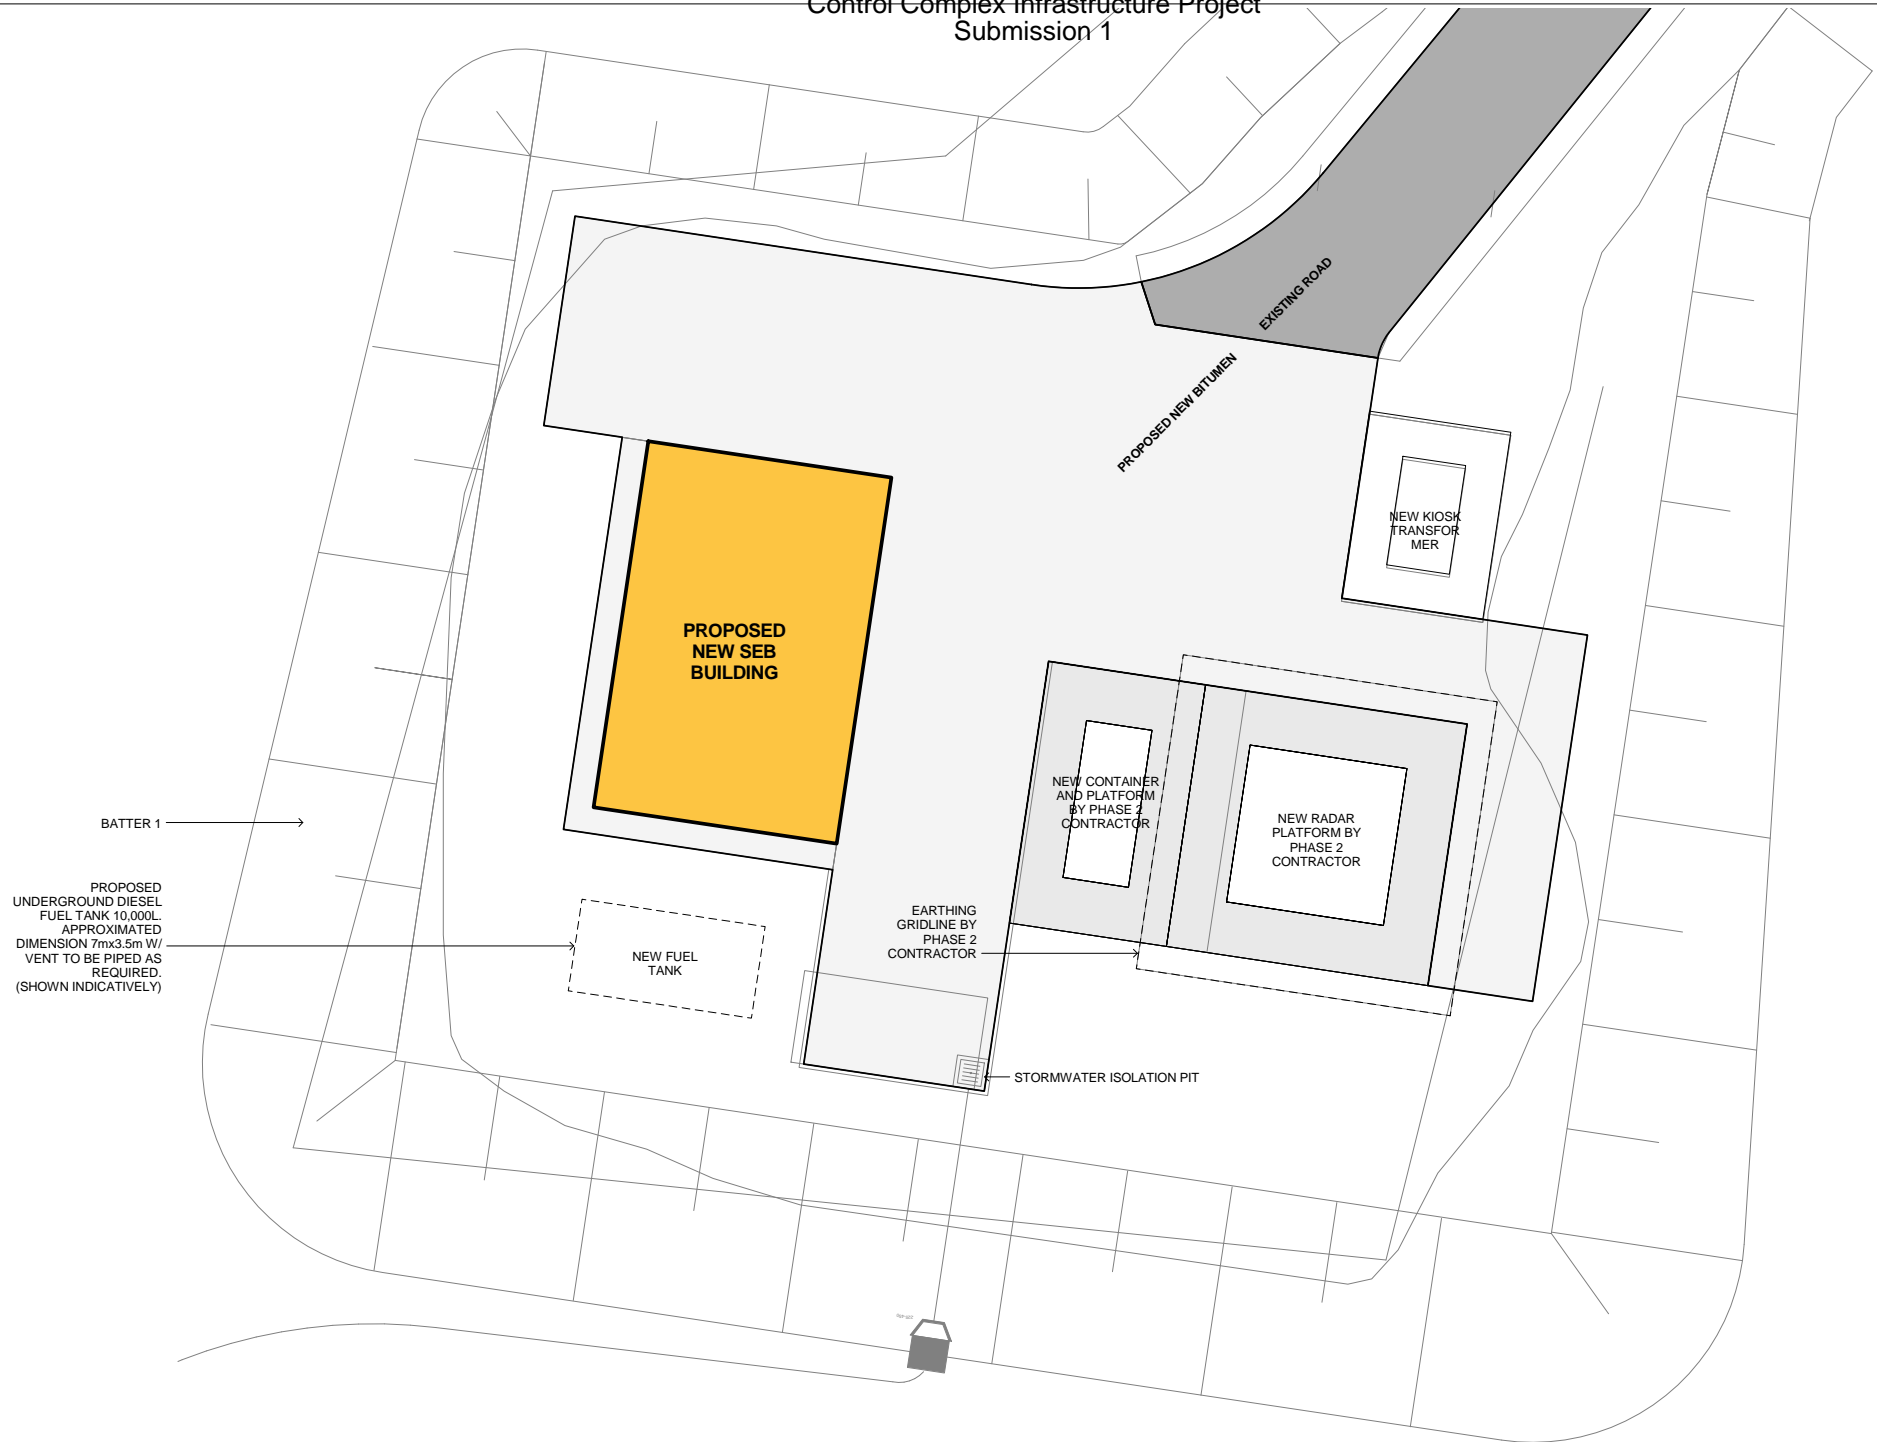 Control Complex Infrastructure Project
Submission 1
EXISTING ROAD
PROPOSED NEW BITUMEN
NEW KIOSK
TRANSFOR
MER
PROPOSED
NEW SEB
BUILDING
NEW CONTAINER
AND PLATFORM
BY PHASE 2
CONTRACTOR
NEW RADAR
PLATFORM BY
PHASE 2
CONTRACTOR
BATTER 1
PROPOSED
UNDERGROUND DIESEL
FUEL TANK 10,000L.
APPROXIMATED
DIMENSION 7mx3.5m W/
VENT TO BE PIPED AS
REQUIRED.
(SHOWN INDICATIVELY)
NEW FUEL
TANK
EARTHING
GRIDLINE BY
PHASE 2
CONTRACTOR
STORMWATER ISOLATION PIT